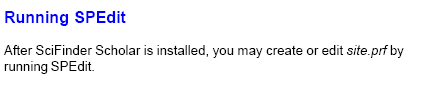 Running SPEdit
After SciFinder Scholar is installed, you may create or edit site.prf by
running SPEdit.